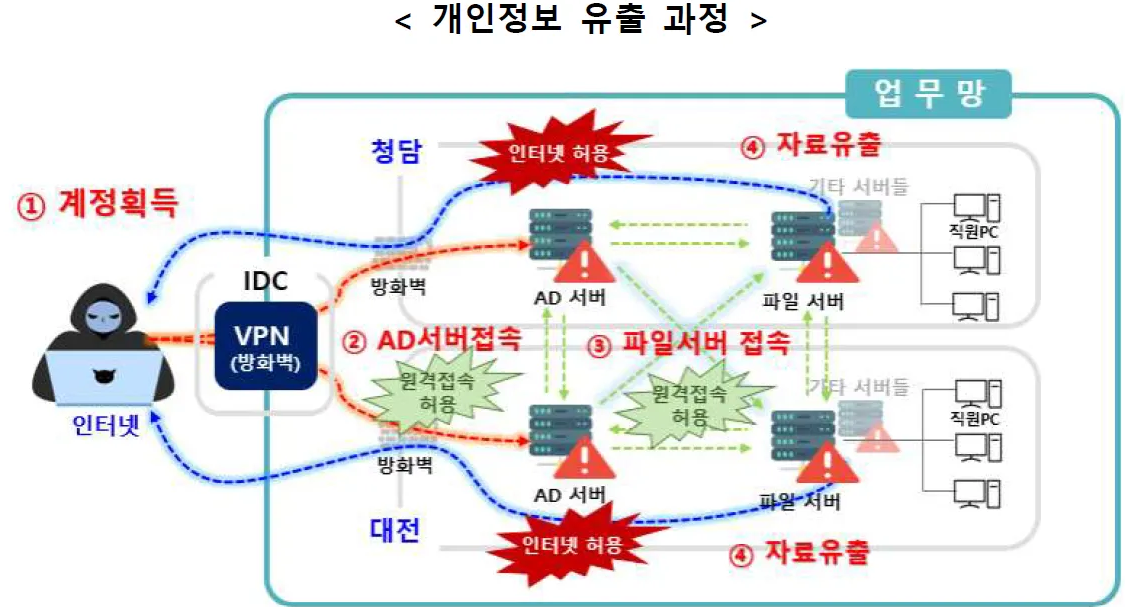 < 개인정보 유출 과정 >
업 무 망
청담
인터넷 허용
④ 자료유출
기타 서버들
① 계정획득
직원PC
방화벽
IDC
AD 서버
파일 서버
VPN
(방화벽)
② AD서버접속
③ 파일서버 접속
원격접속
허용
원격접속
허용
기타 서버들
인터넷
직원PC
방화벽
AD 서버
파일 서버
대전
인터넷 허용
④ 자료유출